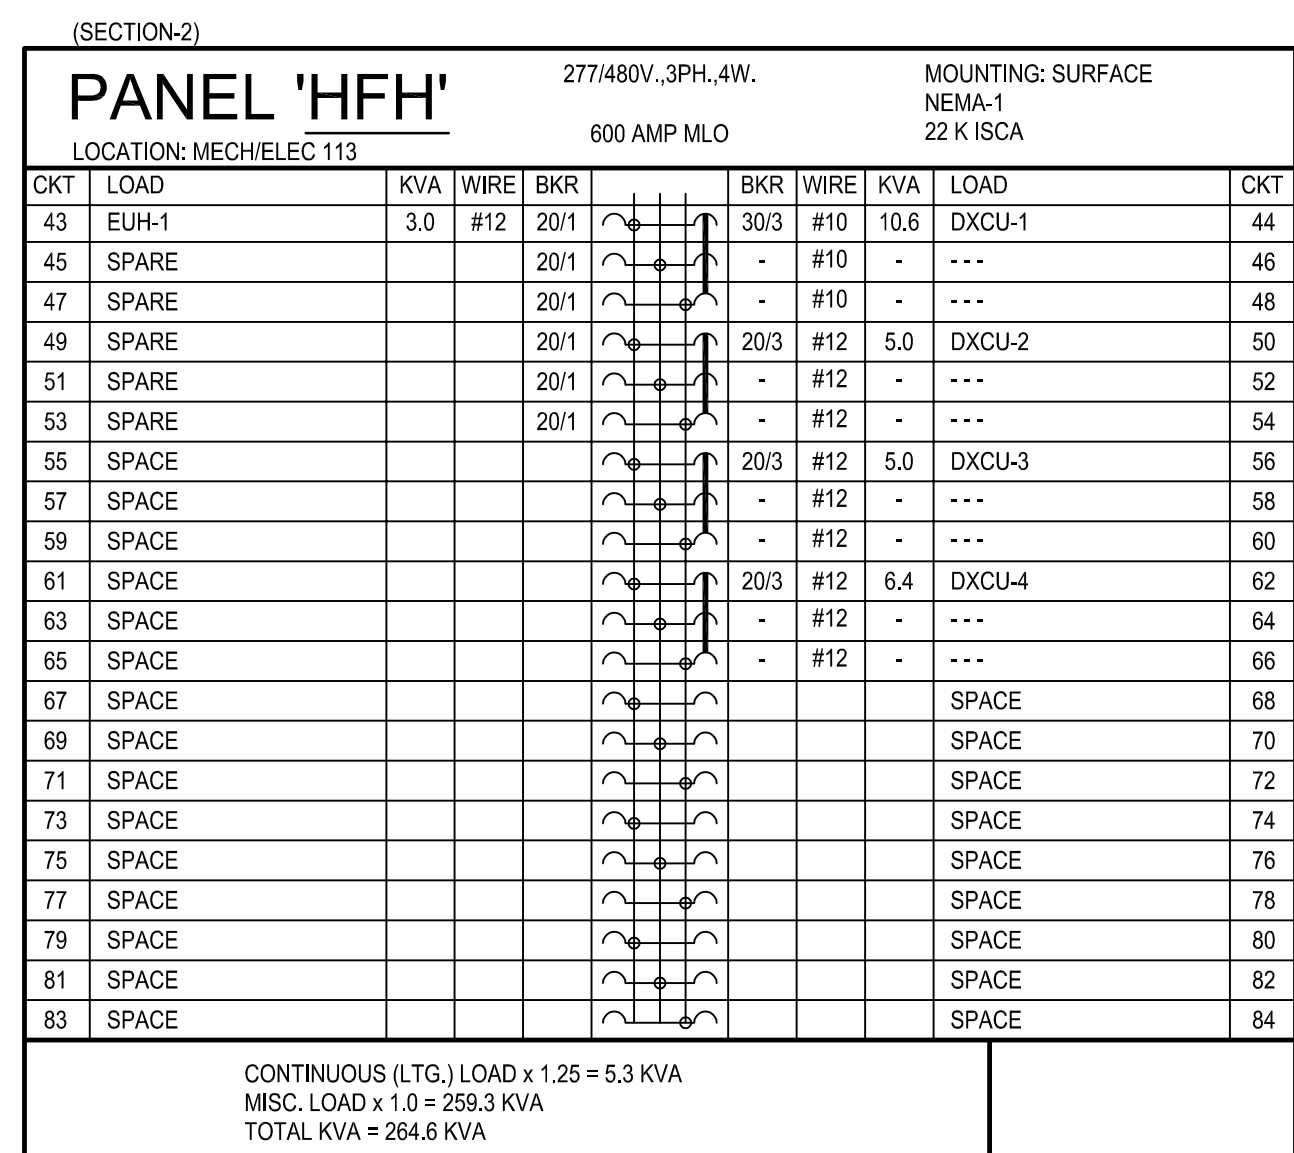 (SECTION-2)
PANEL 'HFH'
LOCATION: MECH/ELEC 113
277/480V.,3PH.,4W.
600 AMP MLO
MOUNTING: SURFACE
NEMA-1
22 K ISCA
CKT LOAD KVA WIRE BKR BKR WIRE KVA LOAD CKT
43 EUH-1 3.0 #12 20/1 30/3 #10 10.6 DXCU-1 44
45 SPARE 20/1 - #10 - --- 46
47 SPARE 20/1 - #10 - --- 48
49 SPARE 20/1 20/3 #12 5.0 DXCU-2 50
51 SPARE 20/1 - #12 - --- 52
53 SPARE 20/1 - #12 - --- 54
55 SPACE 20/3 #12 5.0 DXCU-3 56
57 SPACE - #12 - --- 58
59 SPACE - #12 - --- 60
61 SPACE 20/3 #12 6.4 DXCU-4 62
63 SPACE - #12 - --- 64
65 SPACE - #12 - --- 66
67 SPACE SPACE 68
69 SPACE SPACE 70
71 SPACE SPACE 72
73 SPACE SPACE 74
75 SPACE SPACE 76
77 SPACE SPACE 78
79 SPACE SPACE 80
81 SPACE SPACE 82
83 SPACE SPACE 84
CONTINUOUS (LTG.) LOAD x 1.25 = 5.3 KVA
MISC. LOAD x 1.0 = 259.3 KVA
TOTAL KVA = 264.6 KVA